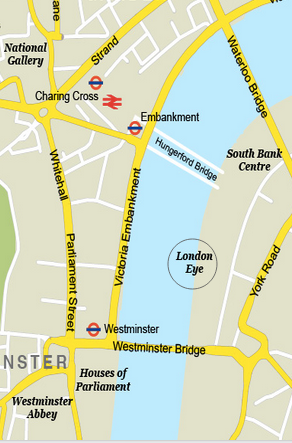 Strand
National
Gallery
Charing Cross
Waterloo Bridge
Embankment
Hungerford Bridge
South Bank
Centre
Whitehall
Victoria Embankment
London
Eye
York Road
Parliament Street
Westminster
Westminster Bridge
NSTER
Houses of
Parliament
Westminster
Abbey